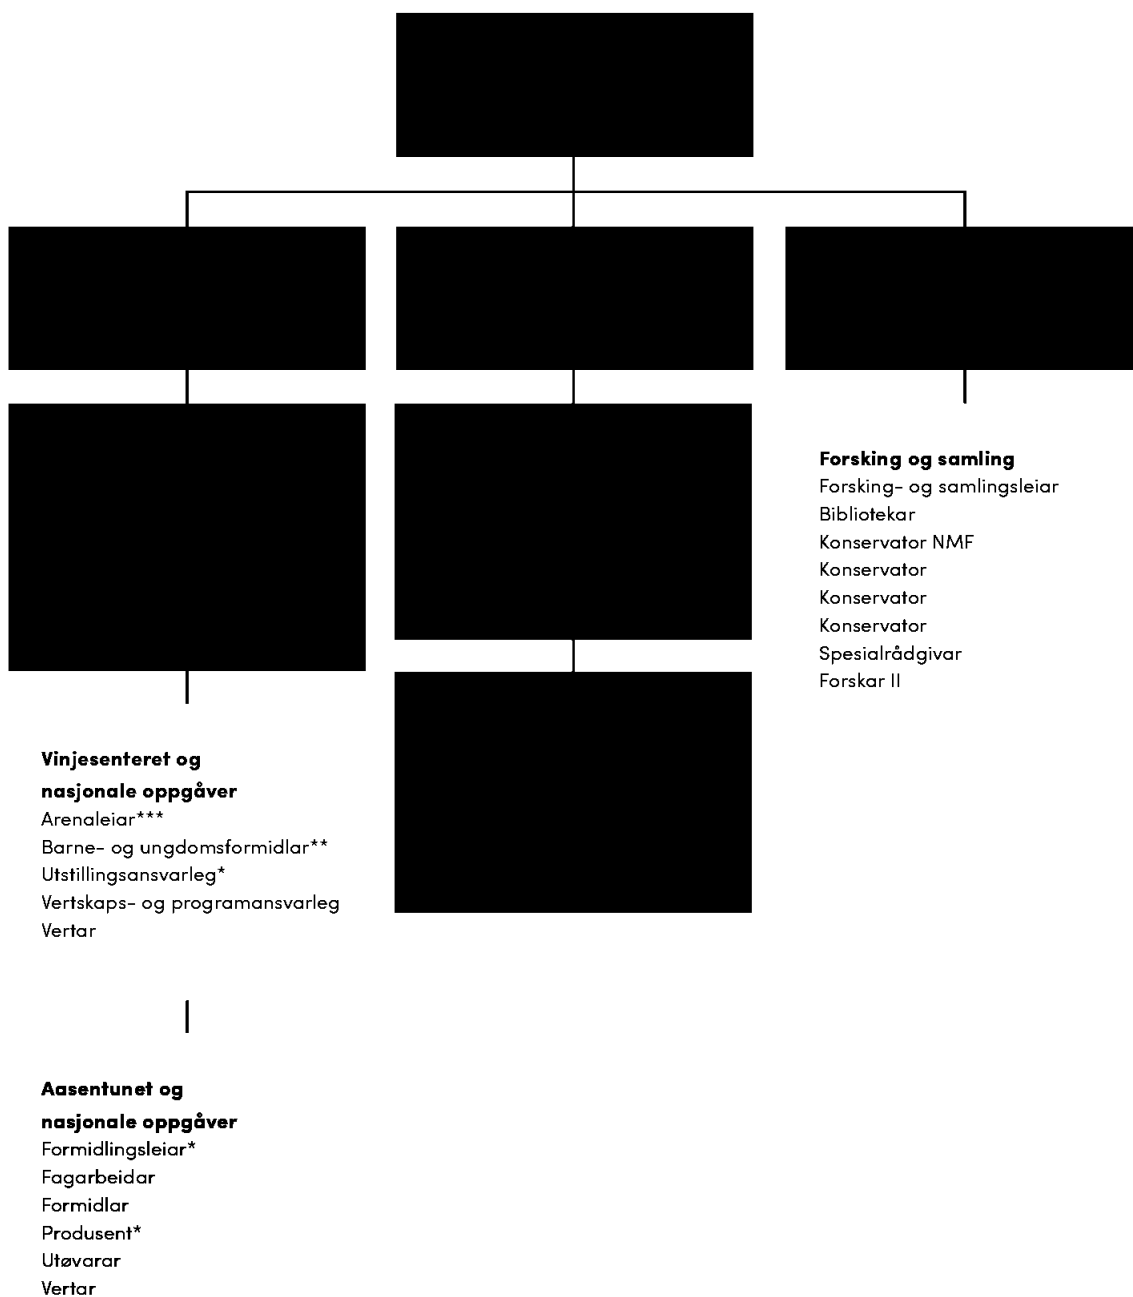 Forsking og samling
Forsking- og samlingsleiar
Bibliotekar
Konservator NMF
Konservator
Konservator
Konservator
Spesialrådgivar
Forskar II
Vinjesenteret og
nasjonale oppgåver
Arenaleiar***
Barne- og ungdomsformidlar**
Utstillingsansvarleg*
Vertskaps- og programansvarleg
Vertar
Aasentunet og
nasjonale oppgåver
Formidlingsleiar*
Fagarbeidar
Formidlar
Produsent*
Utøvarar
Vertar